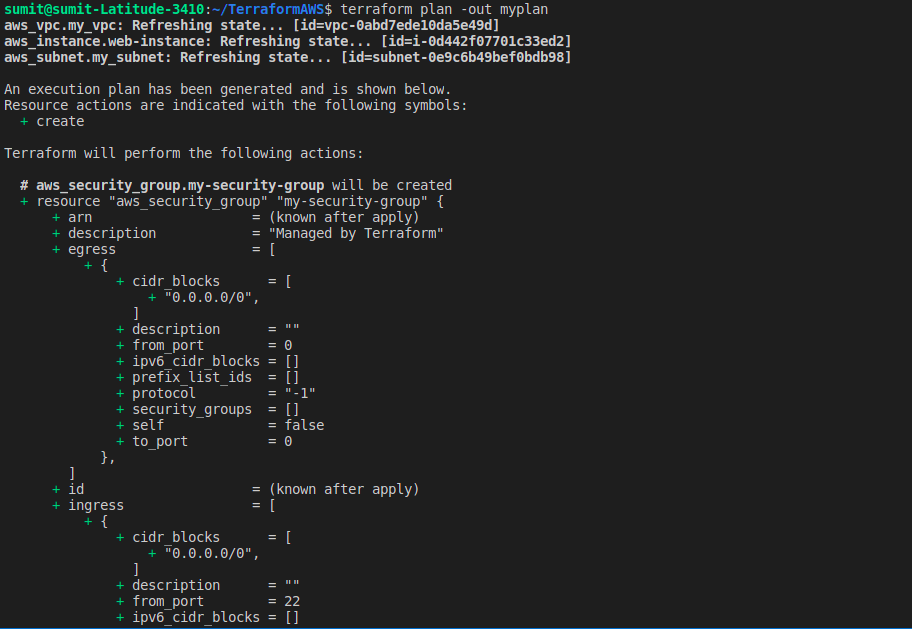 sumit@sumit-Latitude-3410:~/TerraformAWS$ terraform plan -out myplan
aws_vpc.my_vpc: Refreshing state... [id=vpc-0abd7ede10da5e49d]
aws_instance.web-instance: Refreshing state... [id=i-0d442f07701c33ed2]
aws_subnet.my_subnet: Refreshing state... [id=subnet-0e9c6b49bef0bdb98]

An execution plan has been generated and is shown below.
Resource actions are indicated with the following symbols:
  + create

Terraform will perform the following actions:

  # aws_security_group.my-security-group will be created
  + resource "aws_security_group" "my-security-group" {
      + arn                    = (known after apply)
      + description            = "Managed by Terraform"
      + egress                 = [
          + {
              + cidr_blocks      = [
                  + "0.0.0.0/0",
                ]
              + description      = ""
              + from_port        = 0
              + ipv6_cidr_blocks = []
              + prefix_list_ids  = []
              + protocol         = "-1"
              + security_groups  = []
              + self             = false
              + to_port          = 0
            },
        ]
      + id                     = (known after apply)
      + ingress                = [
          + {
              + cidr_blocks      = [
                  + "0.0.0.0/0",
                ]
              + description      = ""
              + from_port        = 22
              + ipv6_cidr_blocks = []